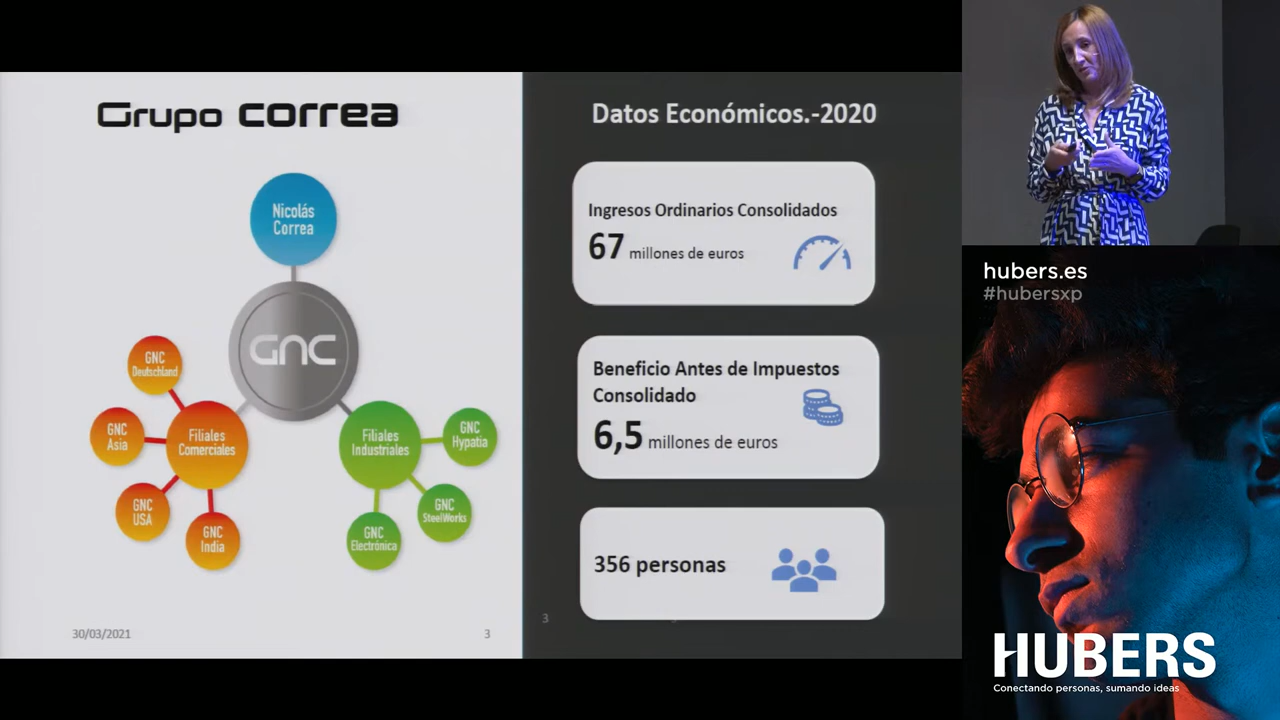 Grupo correa
Nicolás
Correa
GNC
GNC
Deutschland
GNC
Asia
GNC
USA
GNC
India
Filiales
Comerciales
Filiales
Industriales
GNC
Hypatia
GNC
SteelWorks
GNC
Electrónica
30/03/2021
3
Datos Económicos.-2020
Ingresos Ordinarios Consolidados
67 millones de euros
Beneficio Antes de Impuestos
Consolidado
6,5 millones de euros
356 personas
3
hubers.es
#hubersxp
HUBERS
Conectando personas, sumando ideas